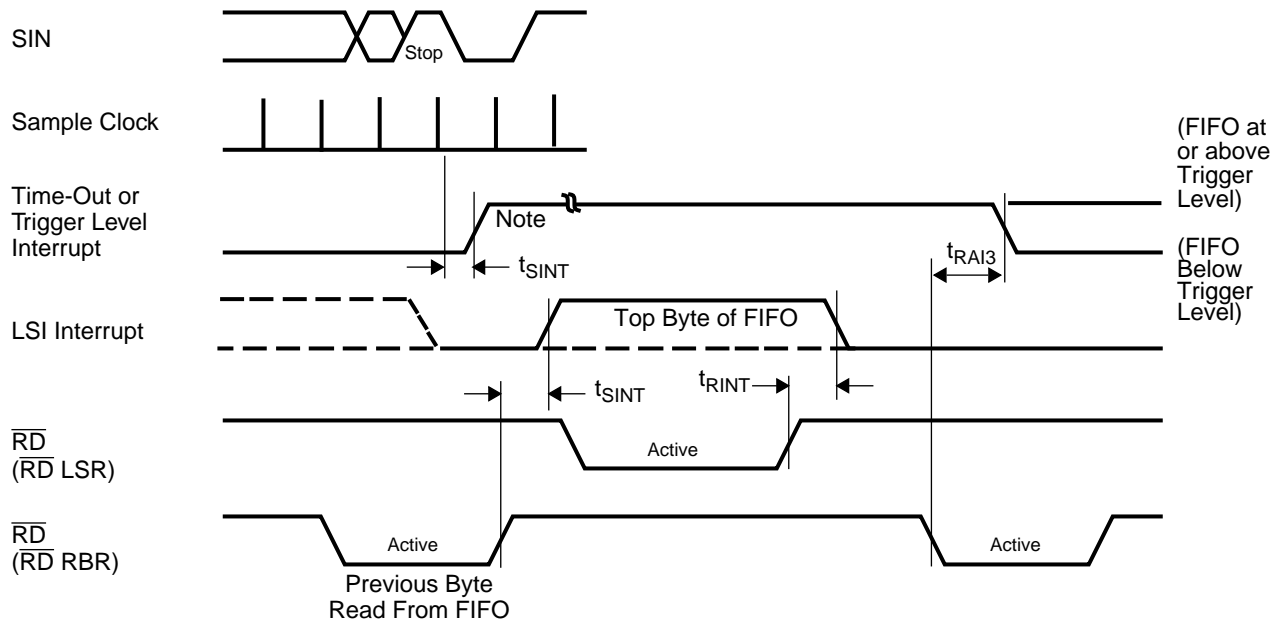 SIN
Stop
Sample Clock
(FIFO at
or above
Trigger
Level)
Time-Out or
Trigger Level
Interrupt
Note
tSINT
tRAI3
(FIFO
Below
Trigger
Level)
LSI Interrupt
Top Byte of FIFO
tSINT
tRINT
RD
(RD LSR)
Active
RD
(RD RBR)
Active
Active
Previous Byte
Read From FIFO